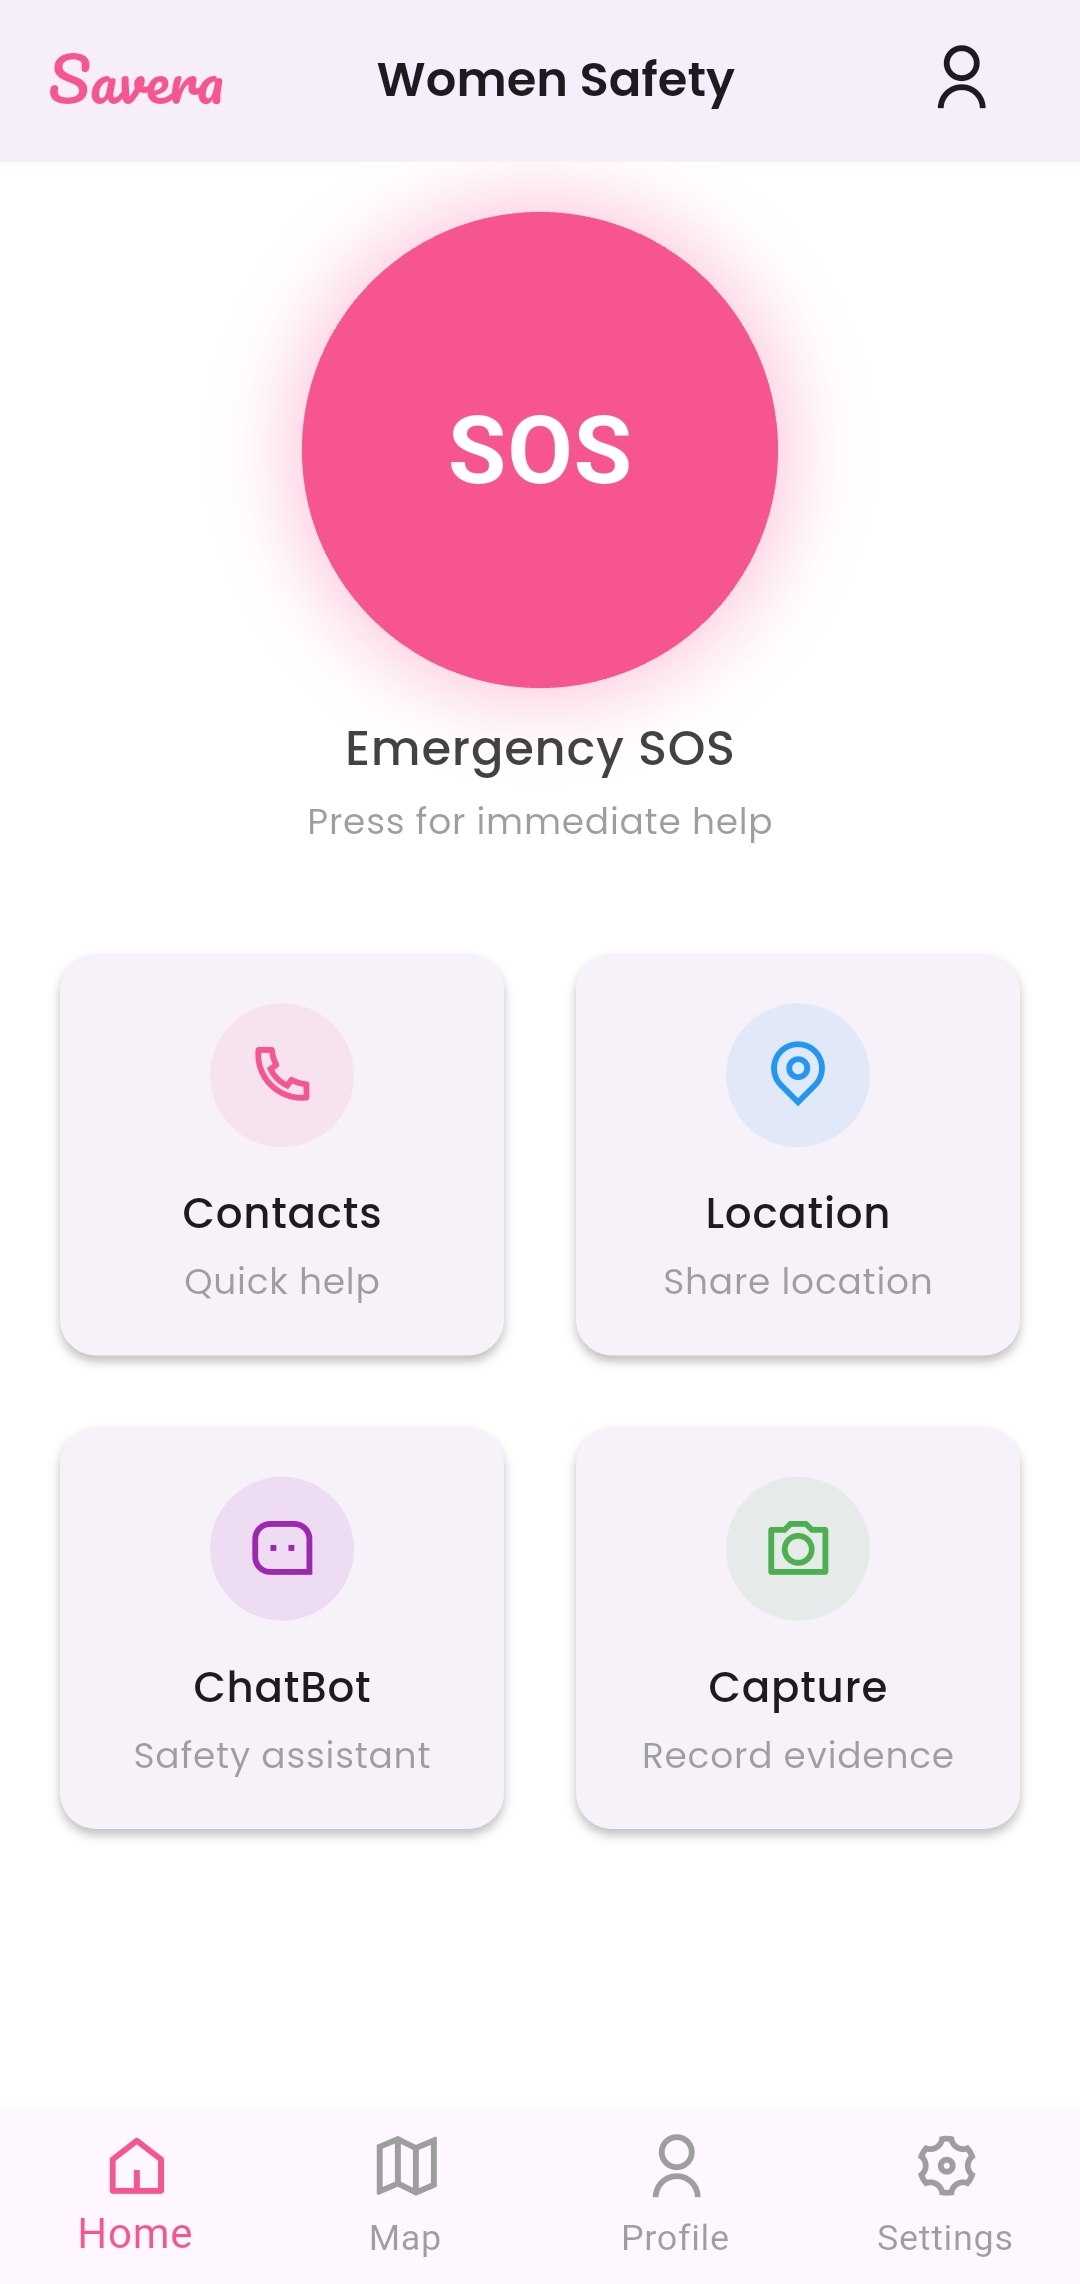 Savera
Women Safety
SOS
Emergency SOS
Press for immediate help
Contacts
Quick help
Location
Share location
ChatBot
Safety assistant
Capture
Record evidence
Home
Map
Profile
Settings